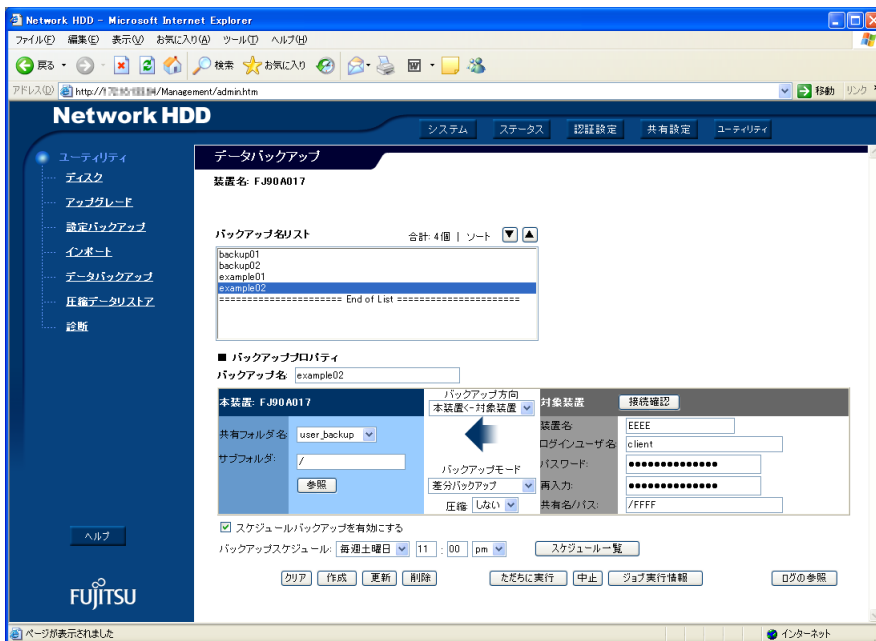 Network HDD - Microsoft Internet Explorer
ファイル(F) 編集(E) 表示(V) お気に入り(A) ツール(T) ヘルプ(H)
戻る 検索 お気に入り
アドレス(D) /Management/admin.htm 移動 リンク
Network HDD
システム ステータス 認証設定 共有設定 ユーティリティ
ユーティリティ
ディスク
アップグレード
設定バックアップ
インポート
データバックアップ
圧縮データリストア
診断
ヘルプ
FUJITSU
データバックアップ
装置名: FJ90A017
バックアップ名リスト 合計: 4個 | ソート ▼ ▲
backup01
backup02
example01
example02
====================== End of List ======================
■ バックアッププロパティ
バックアップ名: example02
本装置: FJ90A017
共有フォルダ名: user_backup
サブフォルダ: /
参照
バックアップ方向
本装置<-対象装置
バックアップモード
差分バックアップ
圧縮: しない
対象装置 接続確認
装置名: EEEE
ログインユーザ名: client
パスワード: ●●●●●●●●●●●●●●
再入力: ●●●●●●●●●●●●●●
共有名/パス: /FFFF
スケジュールバックアップを有効にする
バックアップスケジュール: 毎週土曜日 11 : 00 pm スケジュール一覧
クリア 作成 更新 削除 ただちに実行 中止 ジョブ実行情報 ログの参照
ページが表示されました インターネット